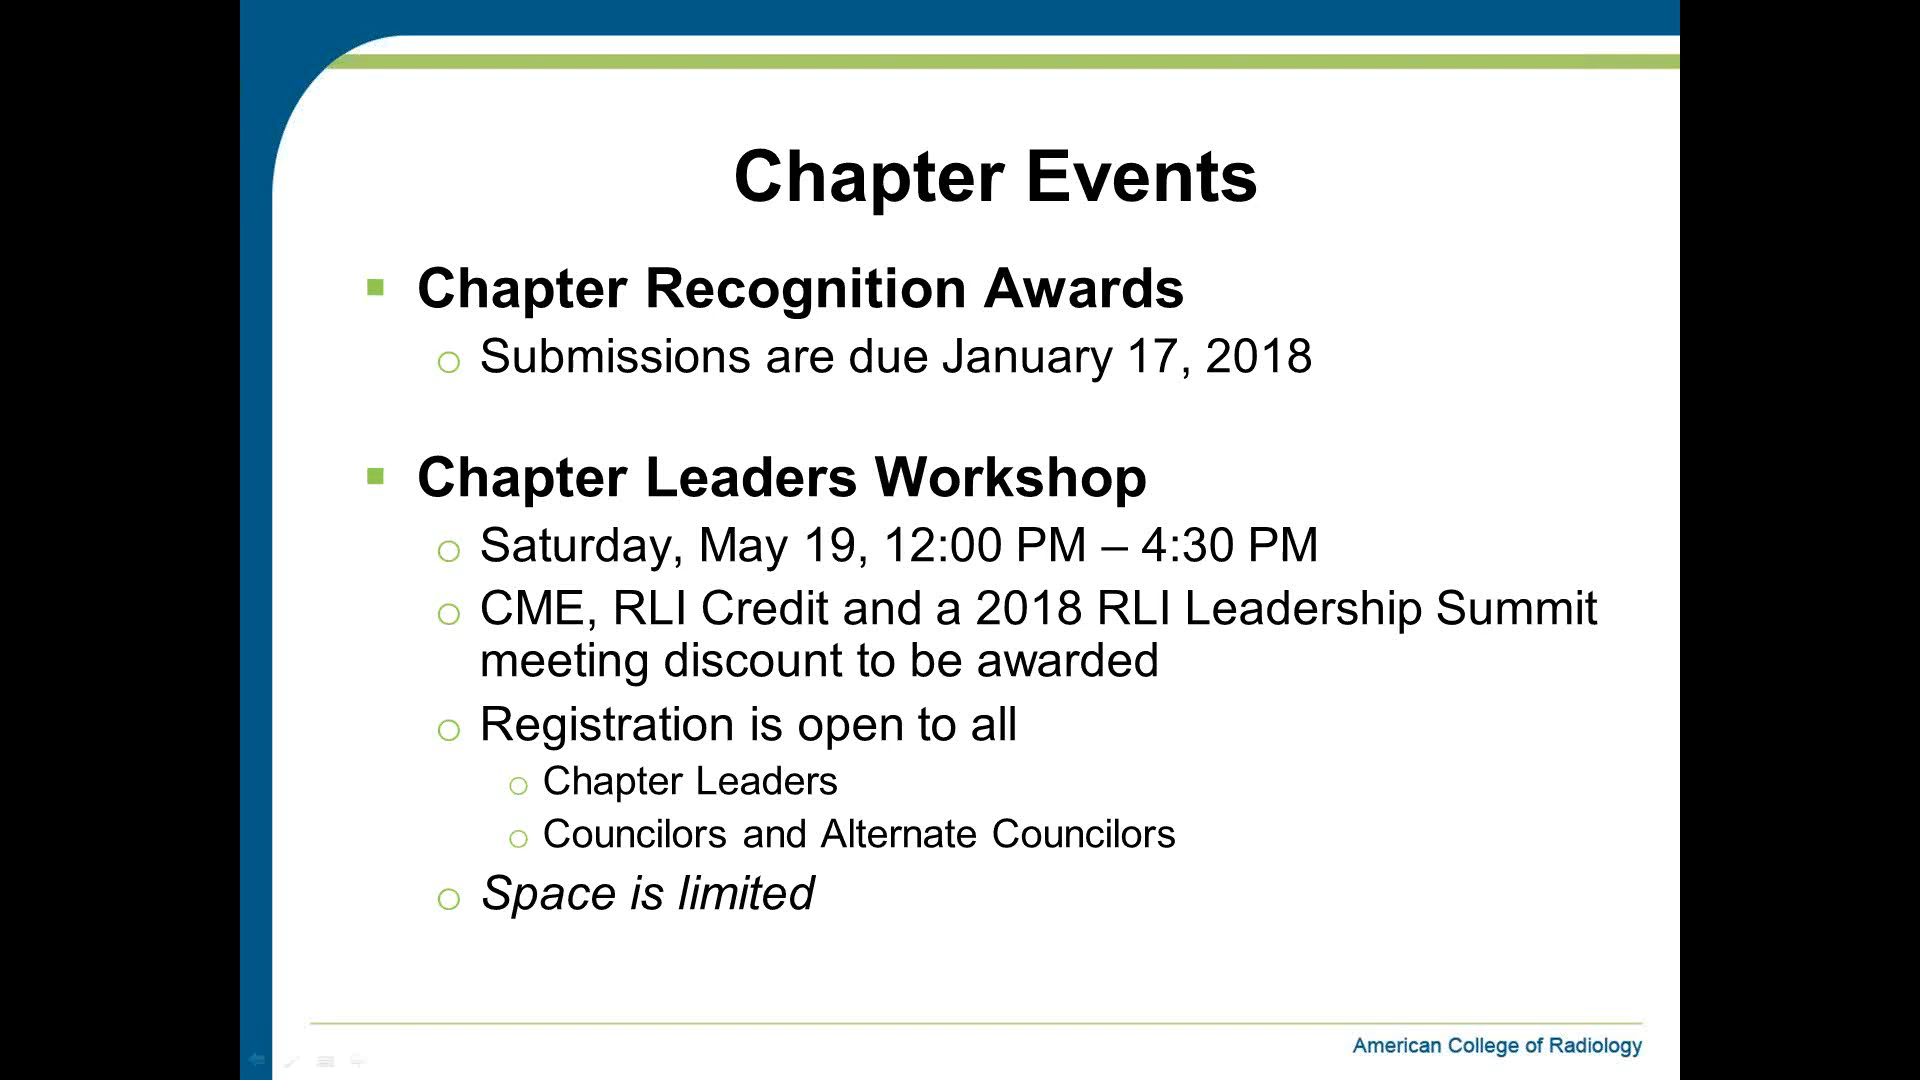 Chapter Events
Chapter Recognition Awards
Submissions are due January 17, 2018
Chapter Leaders Workshop
Saturday, May 19, 12:00 PM – 4:30 PM
CME, RLI Credit and a 2018 RLI Leadership Summit
meeting discount to be awarded
Registration is open to all
Chapter Leaders
Councilors and Alternate Councilors
Space is limited
American College of Radiology